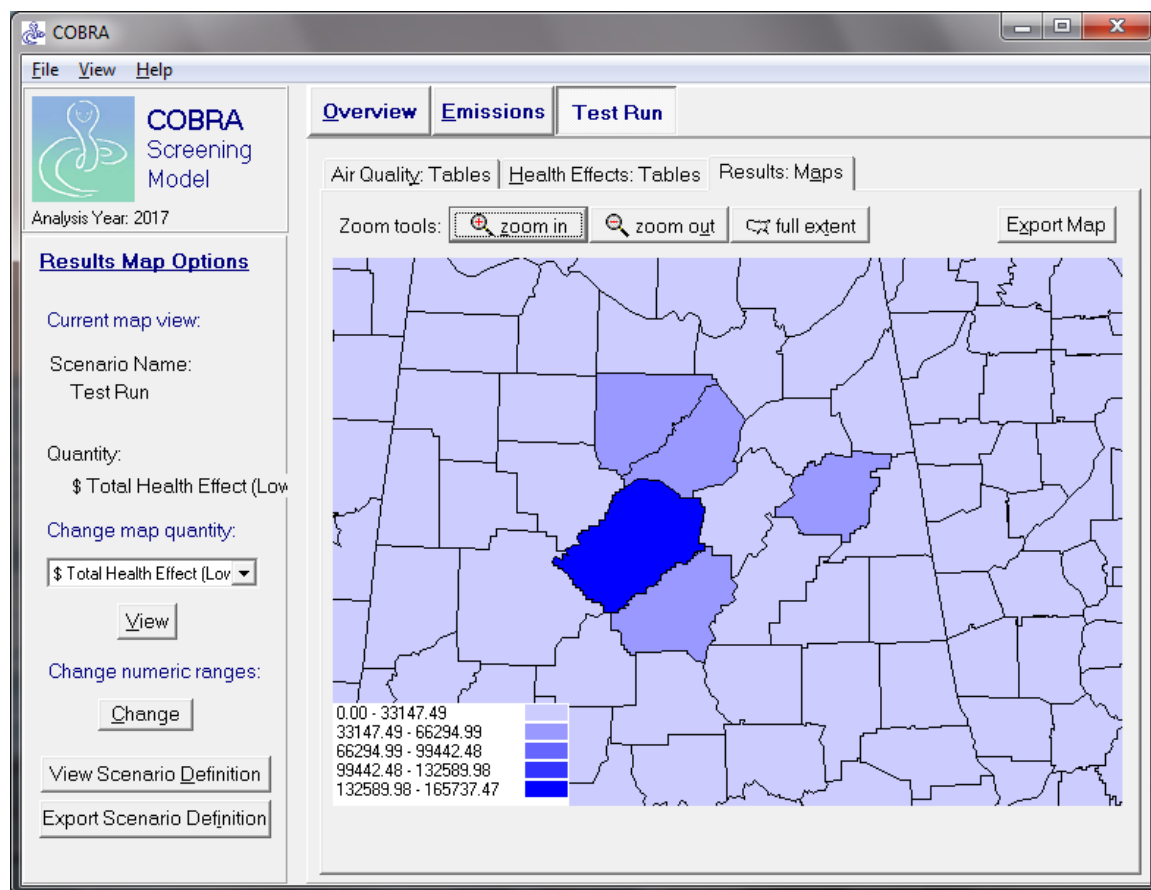 COBRA
File View Help
COBRA
Screening
Model
Analysis Year: 2017
Overview Emissions Test Run
Air Quality: Tables Health Effects: Tables Results: Maps
Zoom tools: zoom in zoom out full extent Export Map
Results Map Options
Current map view:
Scenario Name:
Test Run
Quantity:
$ Total Health Effect (Low
Change map quantity:
$ Total Health Effect (Low
View
Change numeric ranges:
Change
View Scenario Definition
Export Scenario Definition
0.00 - 33147.49
33147.49 - 66294.99
66294.99 - 99442.48
99442.48 - 132589.98
132589.98 - 165737.47